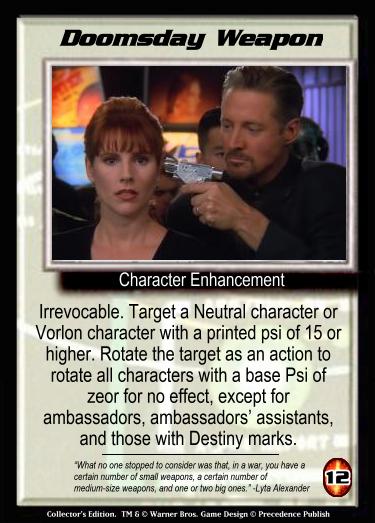 Doomsday Weapon
Character Enhancement
Irrevocable. Target a Neutral character or
Vorlon character with a printed psi of 15 or
higher. Rotate the target as an action to
rotate all characters with a base Psi of
zeor for no effect, except for
ambassadors, ambassadors' assistants,
and those with Destiny marks.
"What no one stopped to consider was that, in a war, you have a
certain number of small weapons, a certain number of
medium-size weapons, and one or two big ones." -Lyta Alexander
12
Collector's Edition. TM & © Warner Bros. Game Design © Precedence Publish